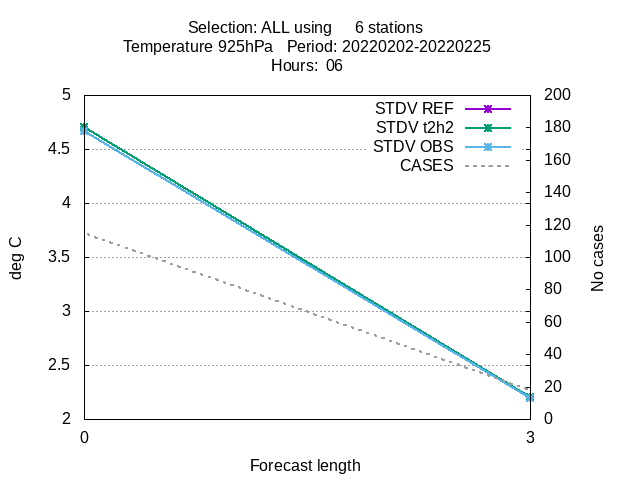 Selection: ALL using 6 stations
Temperature 925hPa Period: 20220202-20220225
Hours: 06
5
4.5
4
3.5
3
2.5
2
deg C
200
180
160
140
120
100
80
60
40
20
0
No cases
STDV REF
STDV t2h2
STDV OBS
CASES
0
3
Forecast length